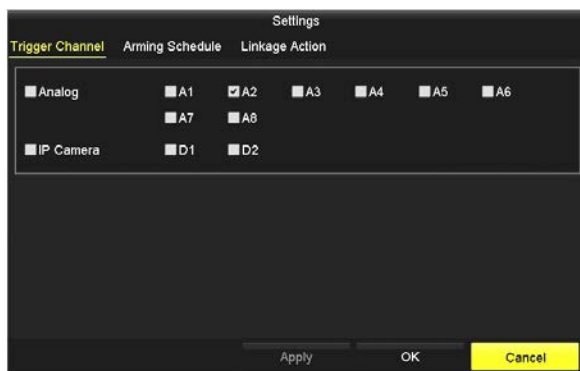 Settings
Trigger Channel Arming Schedule Linkage Action
Analog A1 A2 A3 A4 A5 A6
A7 A8
IP Camera D1 D2
Apply OK Cancel